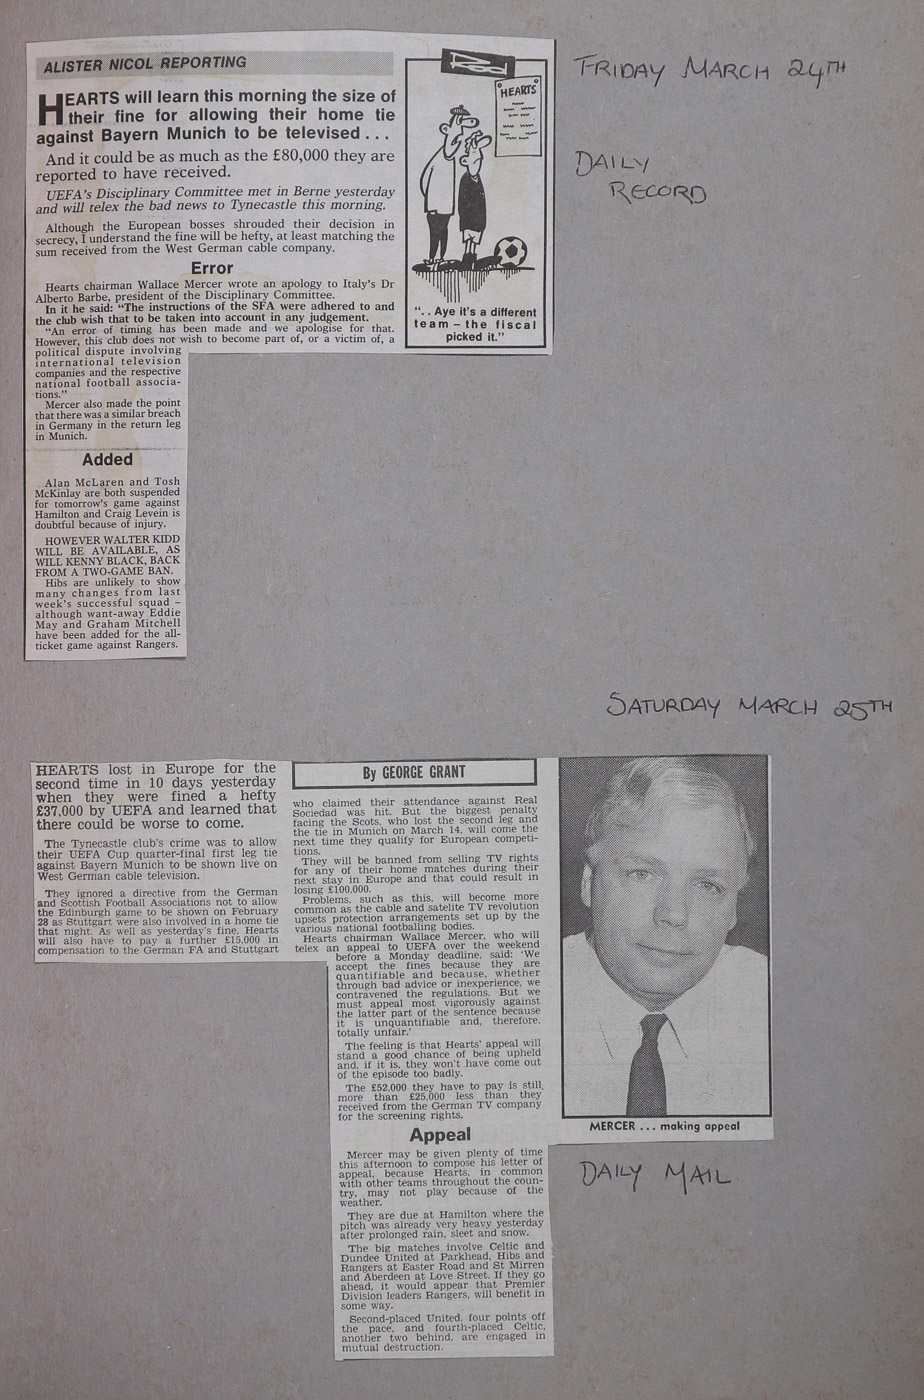 FRIDAY MARCH 24TH
DAILY
RECORD
ALISTER NICOL REPORTING
HEARTS will learn this morning the size of
their fine for allowing their home tie
against Bayern Munich to be televised . . .
And it could be as much as the £80,000 they are
reported to have received.
UEFA's Disciplinary Committee met in Berne yesterday
and will telex the bad news to Tynecastle this morning.
Although the European bosses shrouded their decision in
secrecy, I understand the fine will be hefty, at least matching the
sum received from the West German cable company.
Error
Hearts chairman Wallace Mercer wrote an apology to Italy's Dr
Alberto Barbe, president of the Disciplinary Committee.
In it he said: “The instructions of the SFA were adhered to and
the club wish that to be taken into account in any judgement.
“An error of timing has been made and we apologise for that.
However, this club does not wish to become part of, or a victim of, a
political dispute involving
international television
companies and the respective
national football associa-
tions.”
Mercer also made the point
that there was a similar breach
in Germany in the return leg
in Munich.
Added
Alan McLaren and Tosh
McKinlay are both suspended
for tomorrow's game against
Hamilton and Craig Levein is
doubtful because of injury.
HOWEVER WALTER KIDD
WILL BE AVAILABLE, AS
WILL KENNY BLACK, BACK
FROM A TWO-GAME BAN.
Hibs are unlikely to show
many changes from last
week's successful squad –
although want-away Eddie
May and Graham Mitchell
have been added for the all-
ticket game against Rangers.
Rod
HEARTS
“. . Aye it's a different
team – the fiscal
picked it.”
SATURDAY MARCH 25TH
HEARTS lost in Europe for the
second time in 10 days yesterday
when they were fined a hefty
£37,000 by UEFA and learned that
there could be worse to come.
The Tynecastle club's crime was to allow
their UEFA Cup quarter-final first leg tie
against Bayern Munich to be shown live on
West German cable television.
They ignored a directive from the German
and Scottish Football Associations not to allow
the Edinburgh game to be shown on February
28 as Stuttgart were also involved in a home tie
that night. As well as yesterday's fine, Hearts
will also have to pay a further £15,000 in
compensation to the German FA and Stuttgart
By GEORGE GRANT
who claimed their attendance against Real
Sociedad was hit. But the biggest penalty
facing the Scots, who lost the second leg and
the tie in Munich on March 14, will come the
next time they qualify for European competi-
tions.
They will be banned from selling TV rights
for any of their home matches during their
next stay in Europe and that could result in
losing £100,000.
Problems, such as this, will become more
common as the cable and satelite TV revolution
upsets protection arrangements set up by the
various national footballing bodies.
Hearts chairman Wallace Mercer, who will
telex an appeal to UEFA over the weekend
before a Monday deadline, said: ‘We
accept the fines because they are
quantifiable and because, whether
through bad advice or inexperience, we
contravened the regulations. But we
must appeal most vigorously against
the latter part of the sentence because
it is unquantifiable and, therefore,
totally unfair.’
The feeling is that Hearts' appeal will
stand a good chance of being upheld
and, if it is, they won't have come out
of the episode too badly.
The £52,000 they have to pay is still,
more than £25,000 less than they
received from the German TV company
for the screening rights.
Appeal
Mercer may be given plenty of time
this afternoon to compose his letter of
appeal, because Hearts, in common
with other teams throughout the coun-
try, may not play because of the
weather.
They are due at Hamilton where the
pitch was already very heavy yesterday
after prolonged rain, sleet and snow.
The big matches involve Celtic and
Dundee United at Parkhead, Hibs and
Rangers at Easter Road and St Mirren
and Aberdeen at Love Street. If they go
ahead, it would appear that Premier
Division leaders Rangers, will benefit in
some way.
Second-placed United, four points off
the pace, and fourth-placed Celtic,
another two behind, are engaged in
mutual destruction.
MERCER . . . making appeal
DAILY MAIL